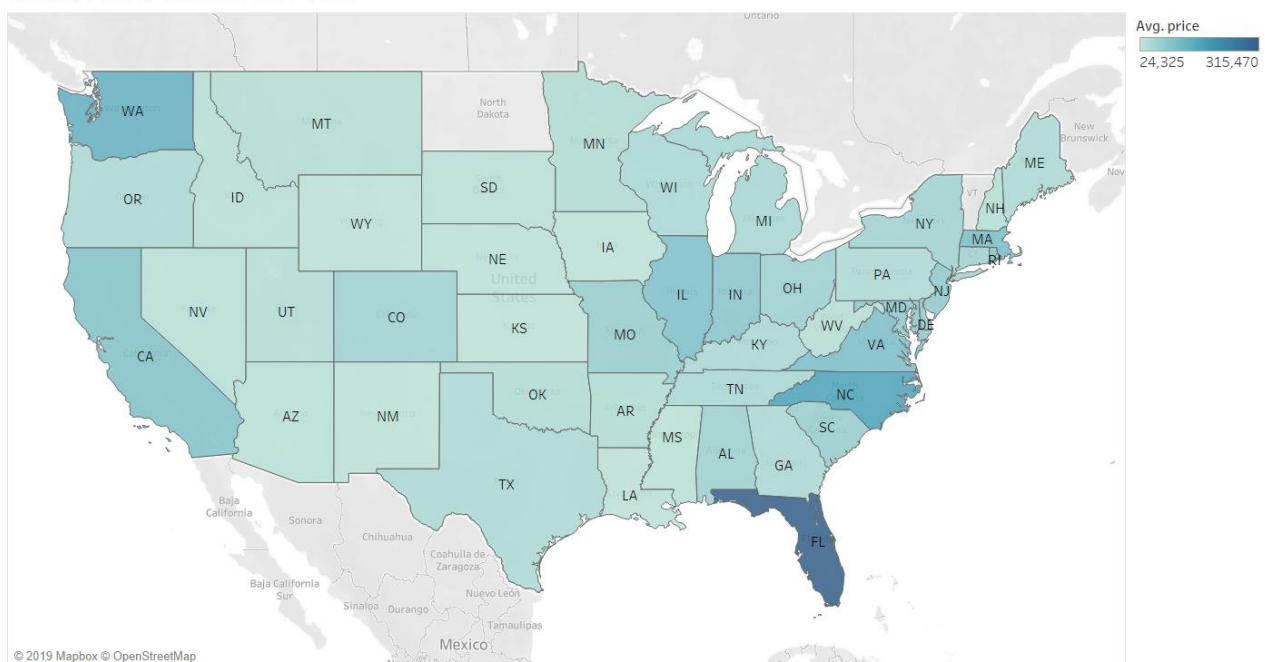 Ontario
Avg. price
24,325 315,470
WA
MT
North
Dakota
MN
New
Brunswick
ME
OR
ID
SD
WI
VT
NH
WY
MI
NY
MA
IA
NE
PA
RI
United
States
NV
UT
CO
IL
IN
OH
NJ
KS
MO
WV
MD
DE
CA
KY
VA
OK
TN
NC
AZ
NM
AR
SC
MS
AL
GA
TX
LA
Baja
California
Sonora
Chihuahua
FL
Coahuila de
Zaragoza
Baja California
Sur
Sinaloa
Durango
Nuevo León
Tamaulipas
Mexico
© 2019 Mapbox © OpenStreetMap